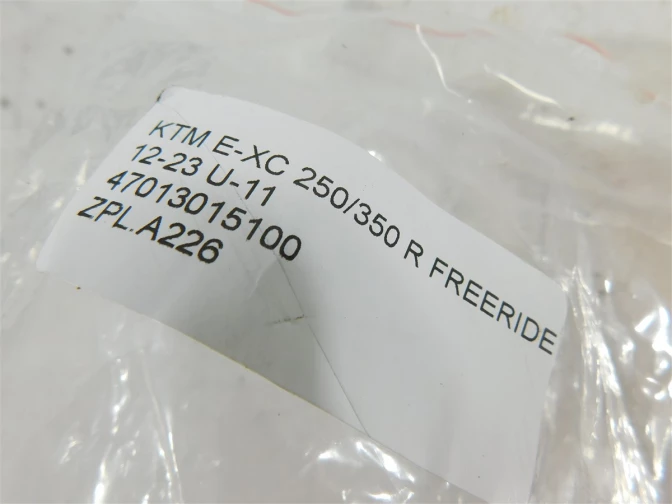 KTM E-XC 250/350 R FREERIDE
12-23 U-11
47013015100
ZPL.A226